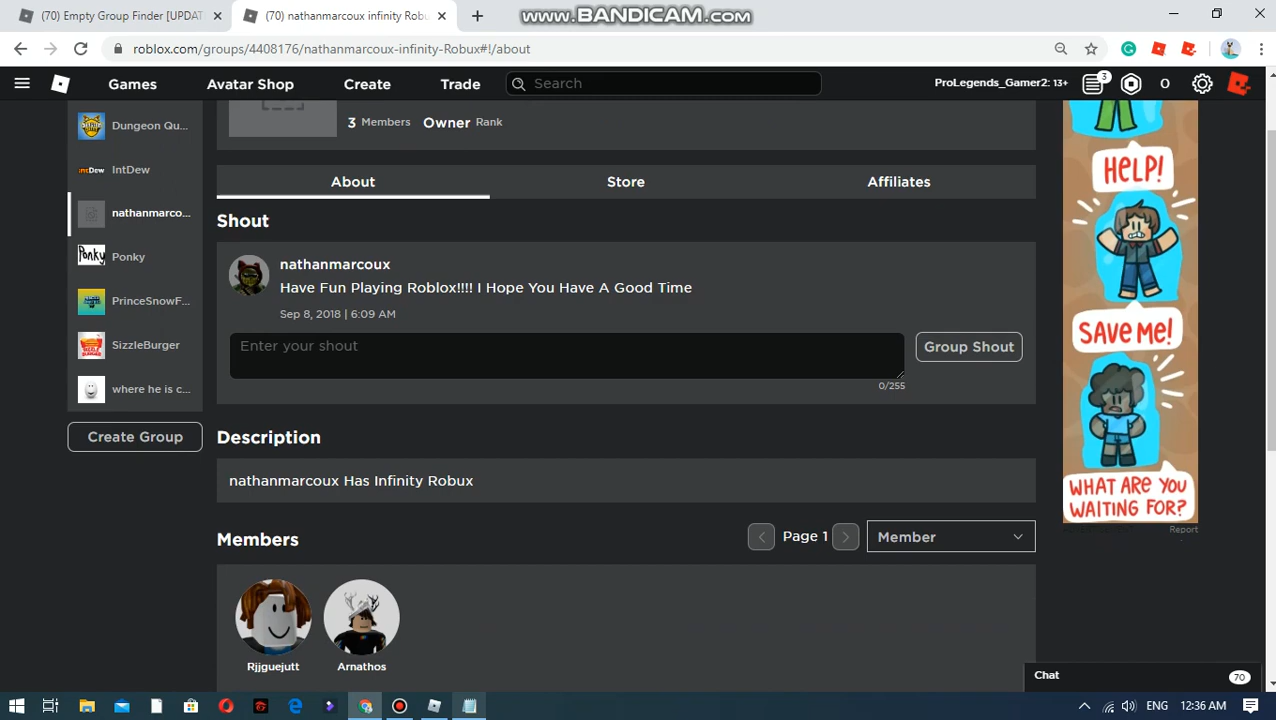 (70) Empty Group Finder [UPDAT
(70) nathanmarcoux infinity Robu
www.BANDICAM.com
roblox.com/groups/4408176/nathanmarcoux-infinity-Robux#!/about
Games
Avatar Shop
Create
Trade
Search
ProLegends_Gamer2: 13+
3
0
Dungeon Qu...
IntDew
nathanmarco...
Ponky
PrinceSnowF...
SizzleBurger
where he is c...
Create Group
3 Members Owner Rank
About
Store
Affiliates
Shout
nathanmarcoux
Have Fun Playing Roblox!!!! I Hope You Have A Good Time
Sep 8, 2018 | 6:09 AM
Enter your shout
Group Shout
0/255
Description
nathanmarcoux Has Infinity Robux
Members
Page 1
Member
Rjjguejutt
Arnathos
HELP!
SAVE ME!
WHAT ARE YOU
WAITING FOR?
Report
Chat
70
ENG
12:36 AM